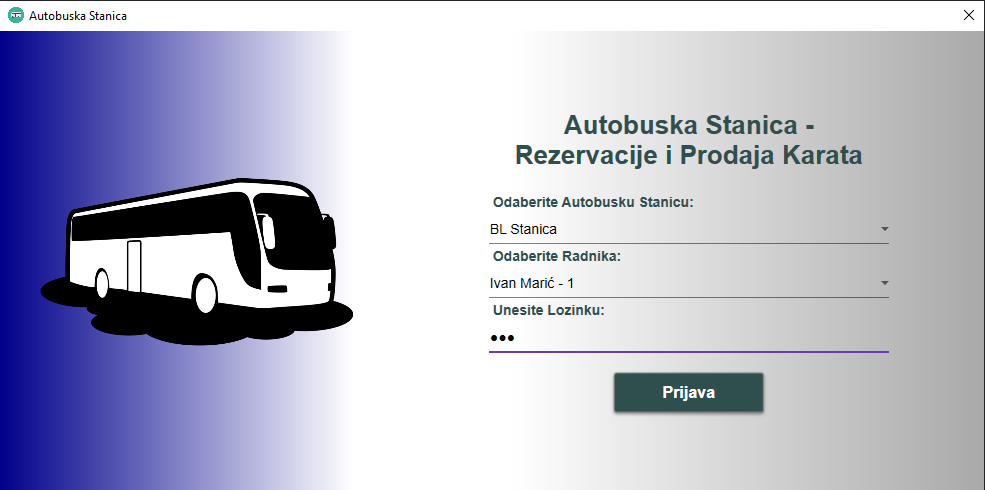 Autobuska Stanica
Autobuska Stanica -
Rezervacije i Prodaja Karata
Odaberite Autobusku Stanicu:
BL Stanica
Odaberite Radnika:
Ivan Marić - 1
Unesite Lozinku:
●●●
Prijava